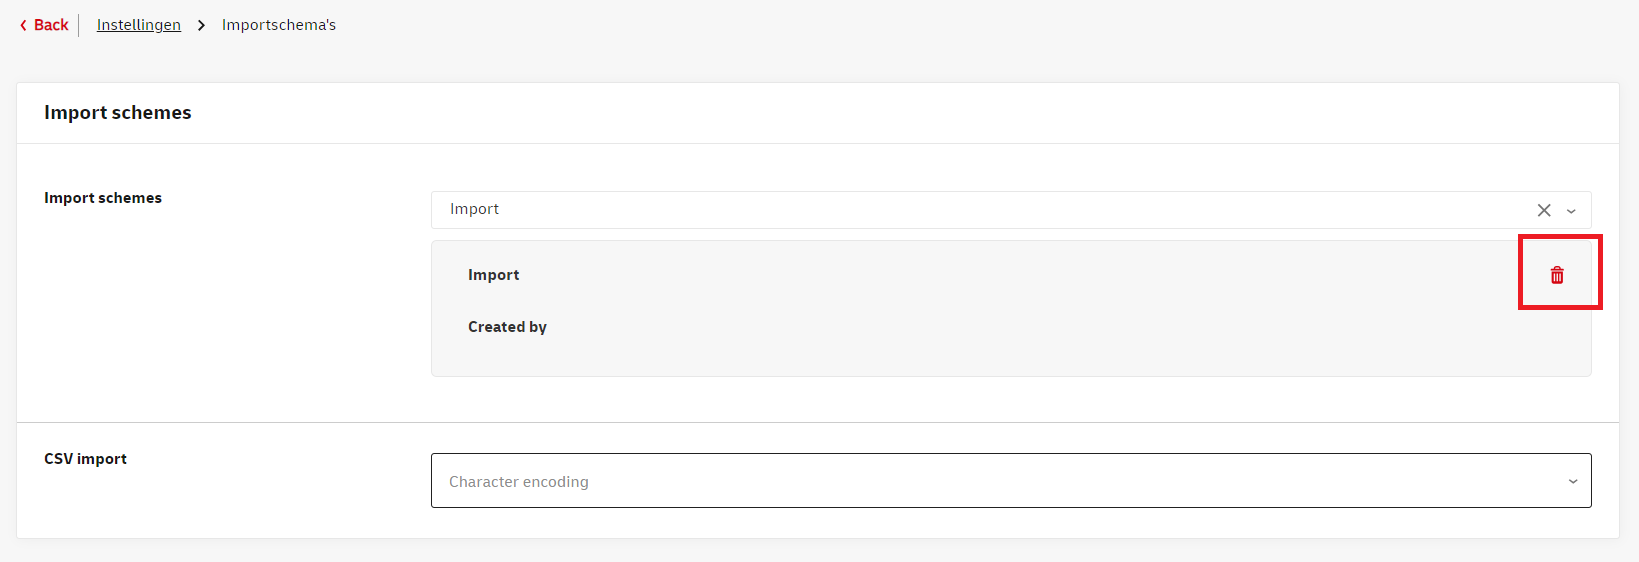 Back Instellingen Importschema's
Import schemes
Import schemes
Import
Import
Created by
CSV import
Character encoding